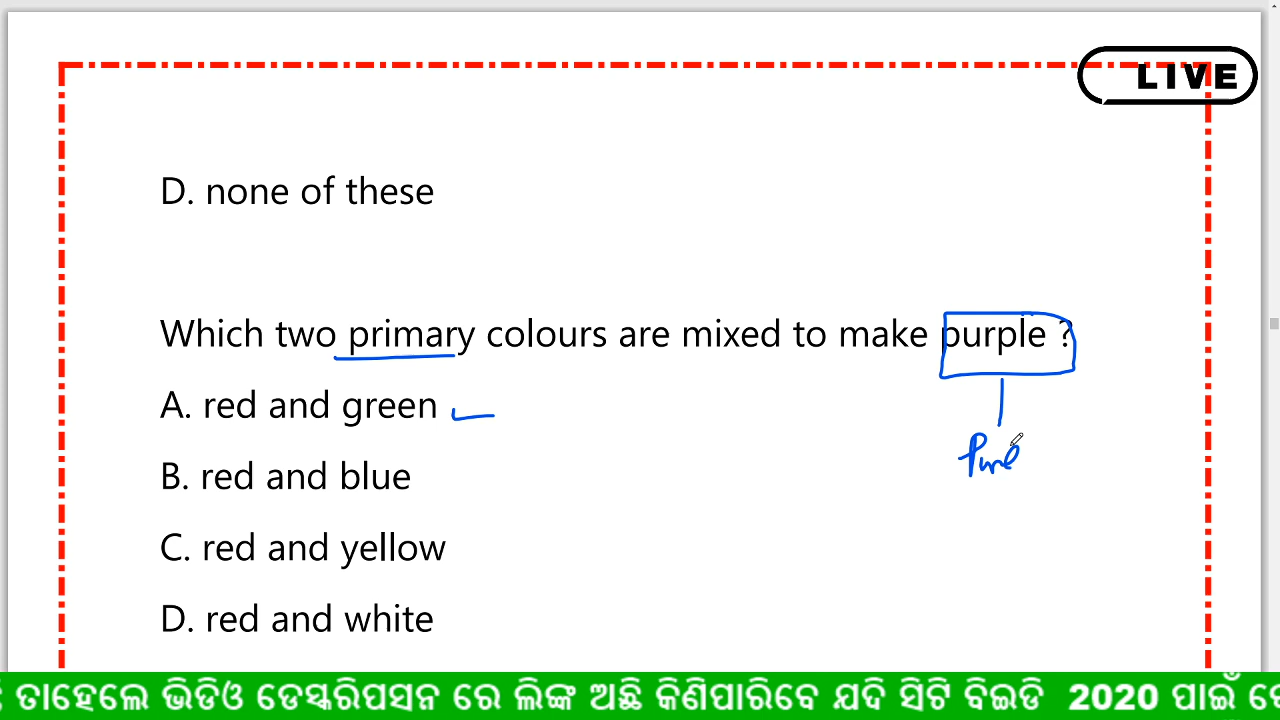 LIVE
D. none of these
Which two primary colours are mixed to make purple ?
A. red and green
B. red and blue
C. red and yellow
D. red and white
ତାହେଲେ ଭିଡିଓ ଡେସ୍କରିପସନ ରେ ଲିଙ୍କ ଅଛି କିଣିପାରିବେ ଯଦି ସିଟି ବିଇଡି 2020 ପାଇଁ